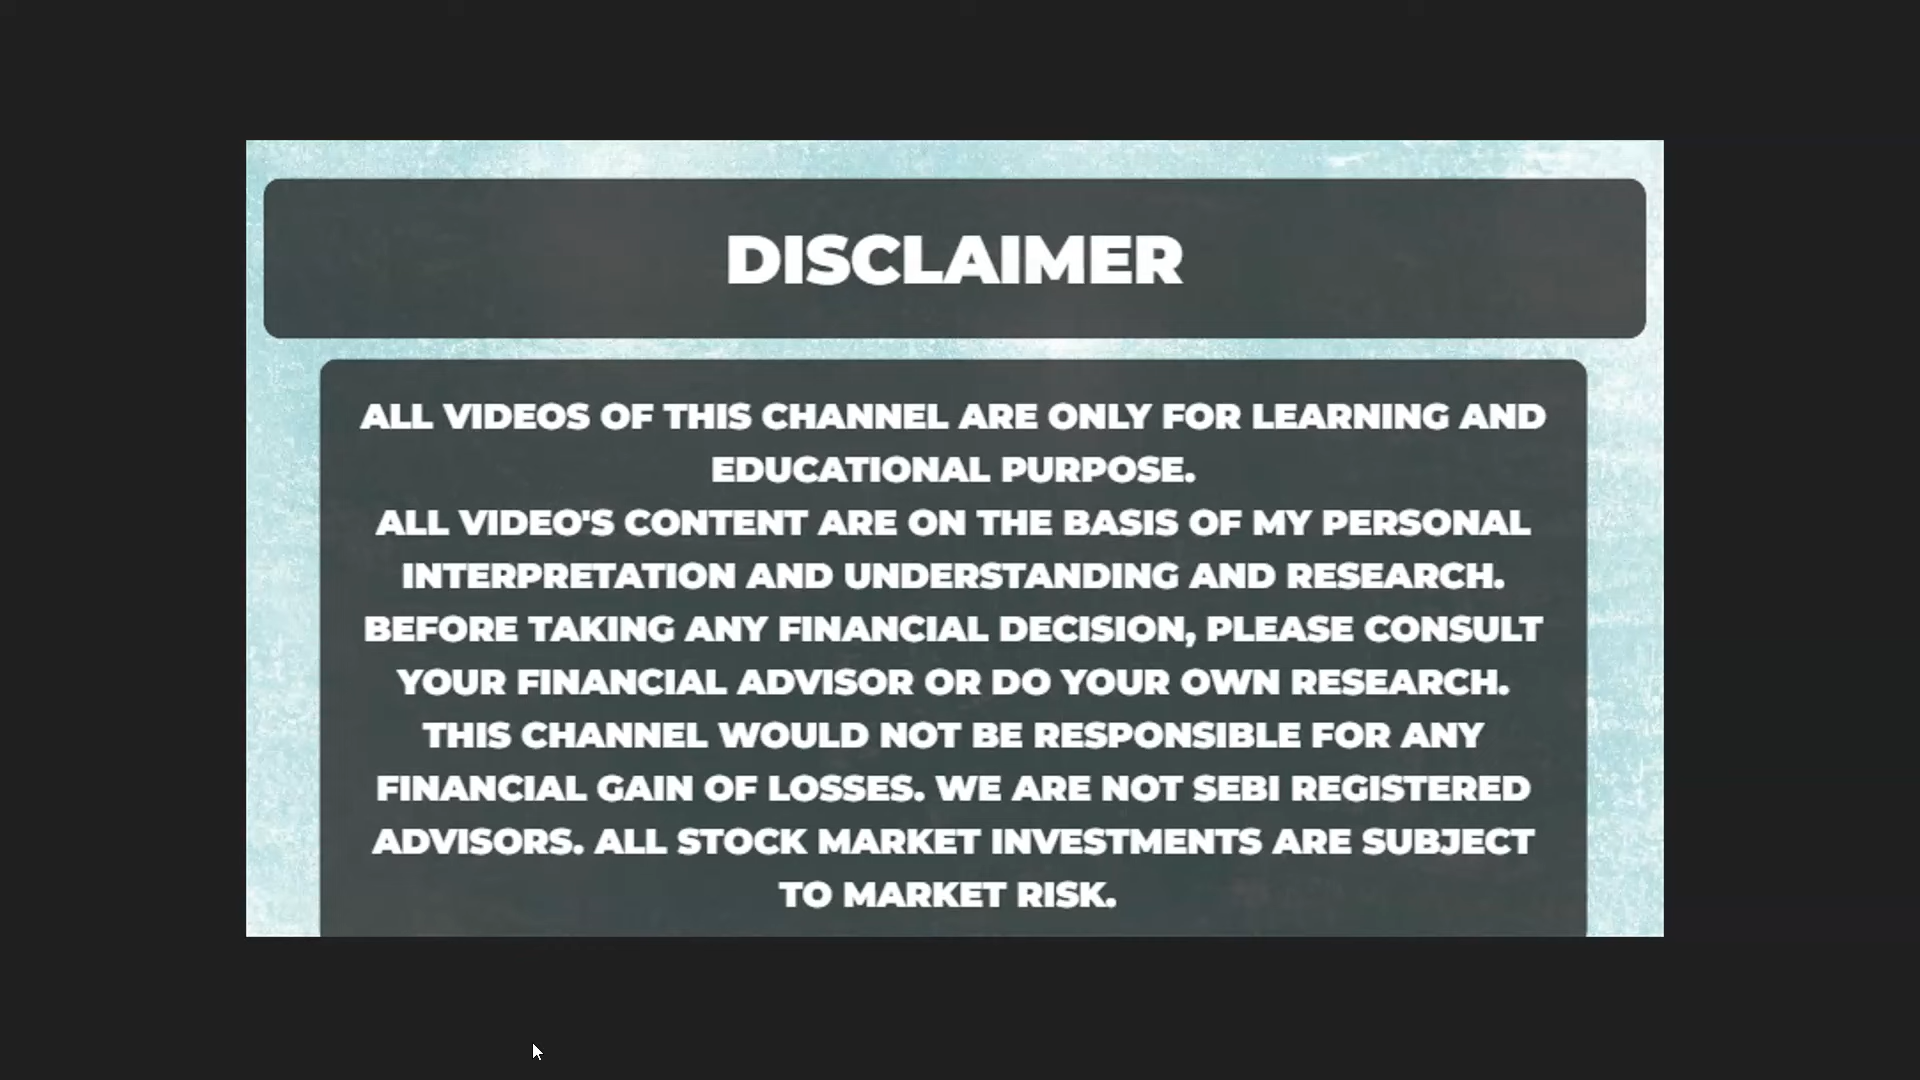 DISCLAIMER
ALL VIDEOS OF THIS CHANNEL ARE ONLY FOR LEARNING AND
EDUCATIONAL PURPOSE.
ALL VIDEO'S CONTENT ARE ON THE BASIS OF MY PERSONAL
INTERPRETATION AND UNDERSTANDING AND RESEARCH.
BEFORE TAKING ANY FINANCIAL DECISION, PLEASE CONSULT
YOUR FINANCIAL ADVISOR OR DO YOUR OWN RESEARCH.
THIS CHANNEL WOULD NOT BE RESPONSIBLE FOR ANY
FINANCIAL GAIN OF LOSSES. WE ARE NOT SEBI REGISTERED
ADVISORS. ALL STOCK MARKET INVESTMENTS ARE SUBJECT
TO MARKET RISK.